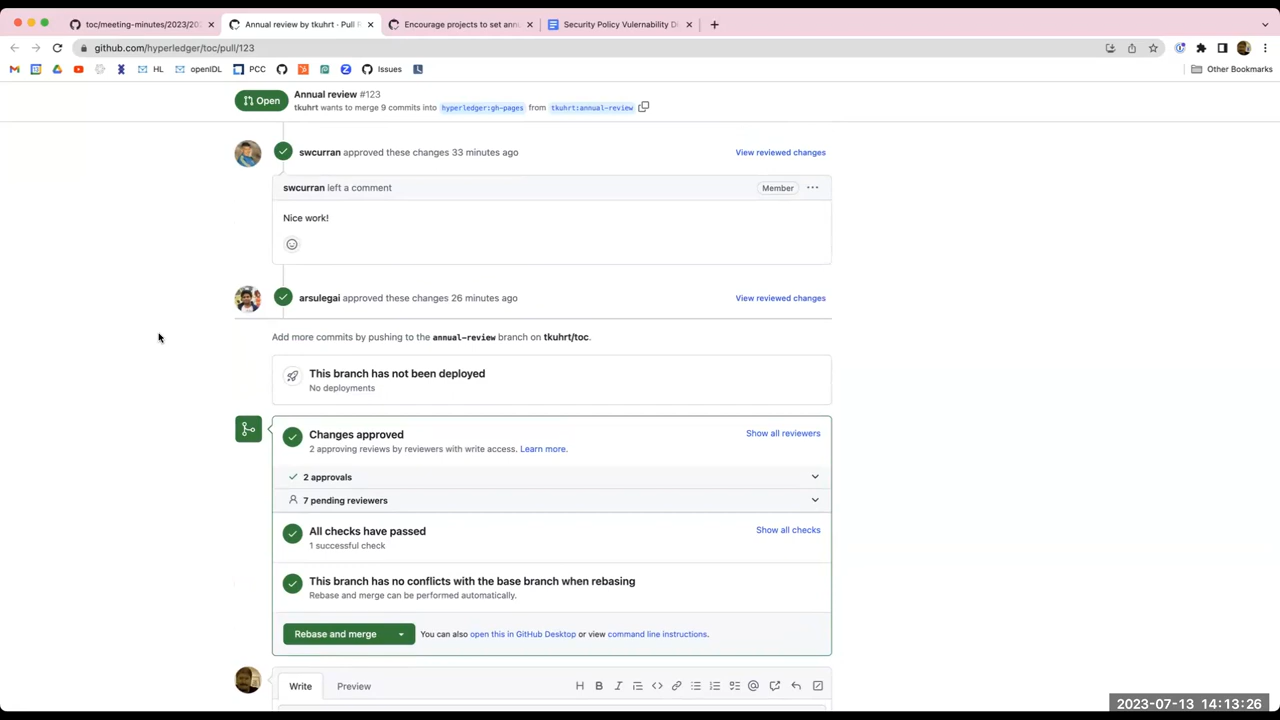 toc/meeting-minutes/2023/202
Annual review by tkuhrt · Pull R
Encourage projects to set annu
Security Policy Vulernability Di
github.com/hyperledger/toc/pull/123
HL
openIDL
PCC
Issues
Other Bookmarks
Open
Annual review #123
tkuhrt wants to merge 9 commits into hyperledger:gh-pages from tkuhrt:annual-review
swcurran approved these changes 33 minutes ago
View reviewed changes
swcurran left a comment
Member
Nice work!
arsulegai approved these changes 26 minutes ago
View reviewed changes
Add more commits by pushing to the annual-review branch on tkuhrt/toc.
This branch has not been deployed
No deployments
Changes approved
Show all reviewers
2 approving reviews by reviewers with write access. Learn more.
2 approvals
7 pending reviewers
All checks have passed
Show all checks
1 successful check
This branch has no conflicts with the base branch when rebasing
Rebase and merge can be performed automatically.
Rebase and merge
You can also open this in GitHub Desktop or view command line instructions.
Write
Preview
2023-07-13 14:13:26